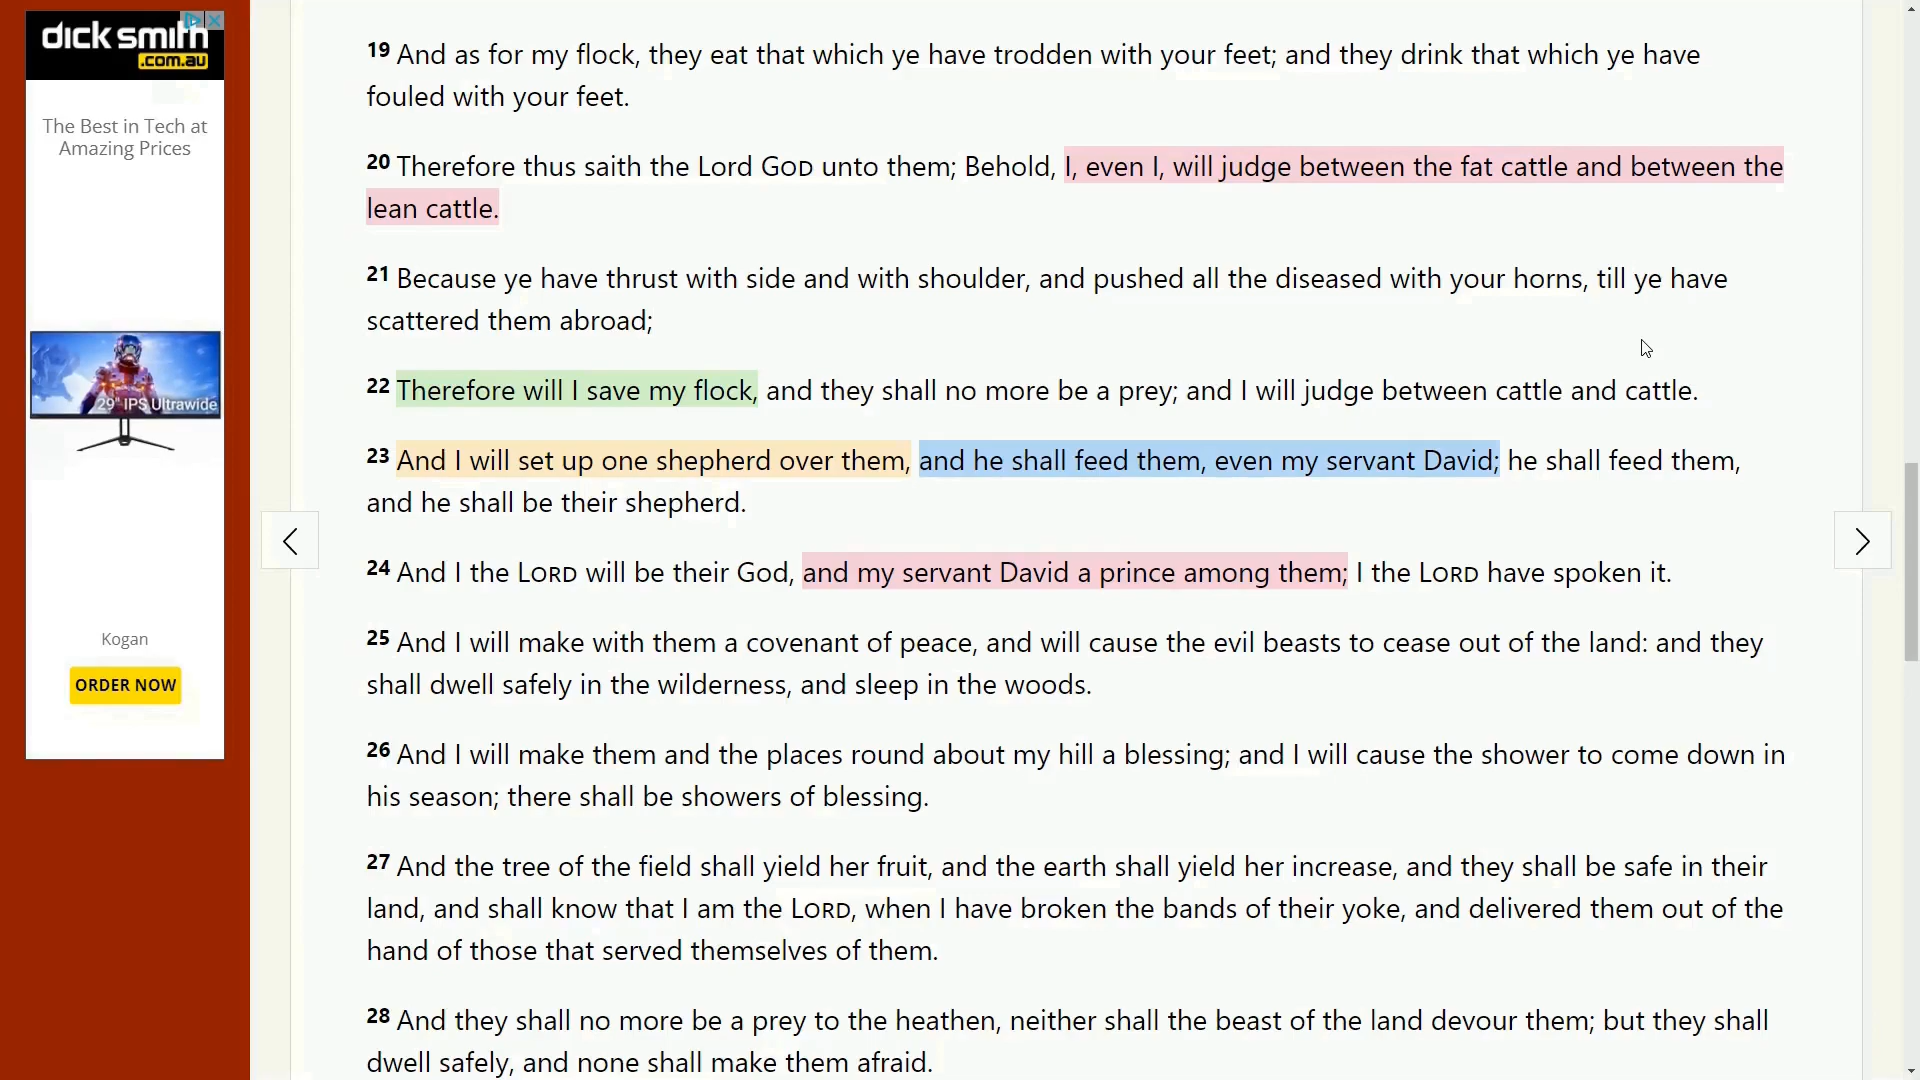 dick smith
.com.au
The Best in Tech at
Amazing Prices
29" IPS Ultrawide
Kogan
ORDER NOW
19 And as for my flock, they eat that which ye have trodden with your feet; and they drink that which ye have
fouled with your feet.
20 Therefore thus saith the Lord GOD unto them; Behold, I, even I, will judge between the fat cattle and between the
lean cattle.
21 Because ye have thrust with side and with shoulder, and pushed all the diseased with your horns, till ye have
scattered them abroad;
22 Therefore will I save my flock, and they shall no more be a prey; and I will judge between cattle and cattle.
23 And I will set up one shepherd over them, and he shall feed them, even my servant David; he shall feed them,
and he shall be their shepherd.
24 And I the LORD will be their God, and my servant David a prince among them; I the LORD have spoken it.
25 And I will make with them a covenant of peace, and will cause the evil beasts to cease out of the land: and they
shall dwell safely in the wilderness, and sleep in the woods.
26 And I will make them and the places round about my hill a blessing; and I will cause the shower to come down in
his season; there shall be showers of blessing.
27 And the tree of the field shall yield her fruit, and the earth shall yield her increase, and they shall be safe in their
land, and shall know that I am the LORD, when I have broken the bands of their yoke, and delivered them out of the
hand of those that served themselves of them.
28 And they shall no more be a prey to the heathen, neither shall the beast of the land devour them; but they shall
dwell safely, and none shall make them afraid.